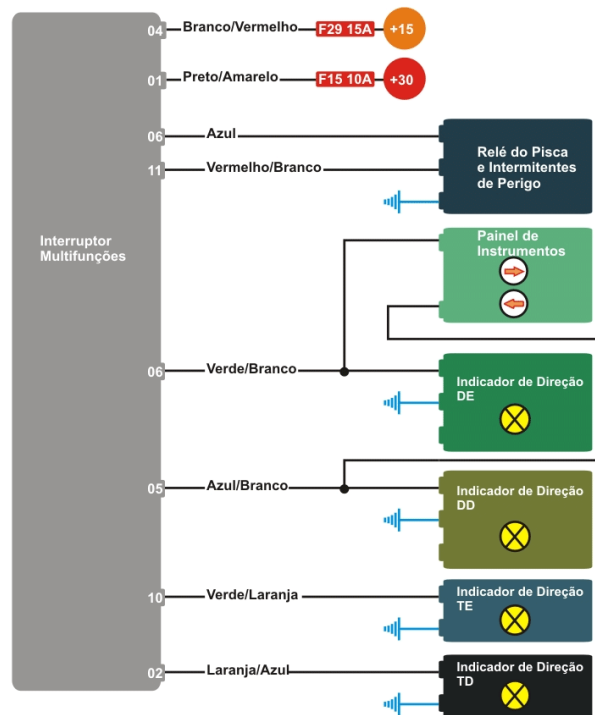 04 Branco/Vermelho F29 15A +15
01 Preto/Amarelo F15 10A +30
06 Azul
11 Vermelho/Branco
Relé do Pisca
e Intermitentes
de Perigo
Interruptor
Multifunções
Painel de
Instrumentos
06 Verde/Branco
Indicador de Direção
DE
05 Azul/Branco
Indicador de Direção
DD
10 Verde/Laranja
Indicador de Direção
TE
02 Laranja/Azul
Indicador de Direção
TD